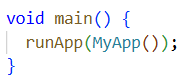 void main() {
  runApp(MyApp());
}